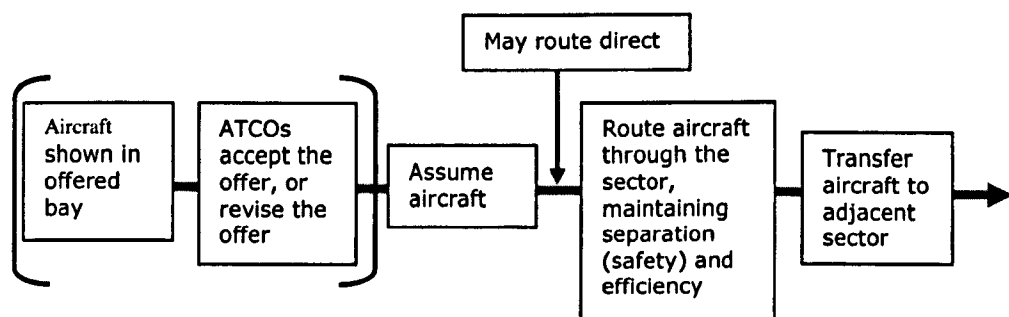 May route direct
Aircraft
shown in
offered
bay
ATCOs
accept the
offer, or
revise the
offer
Assume
aircraft
Route aircraft
through the
sector,
maintaining
separation
(safety) and
efficiency
Transfer
aircraft to
adjacent
sector